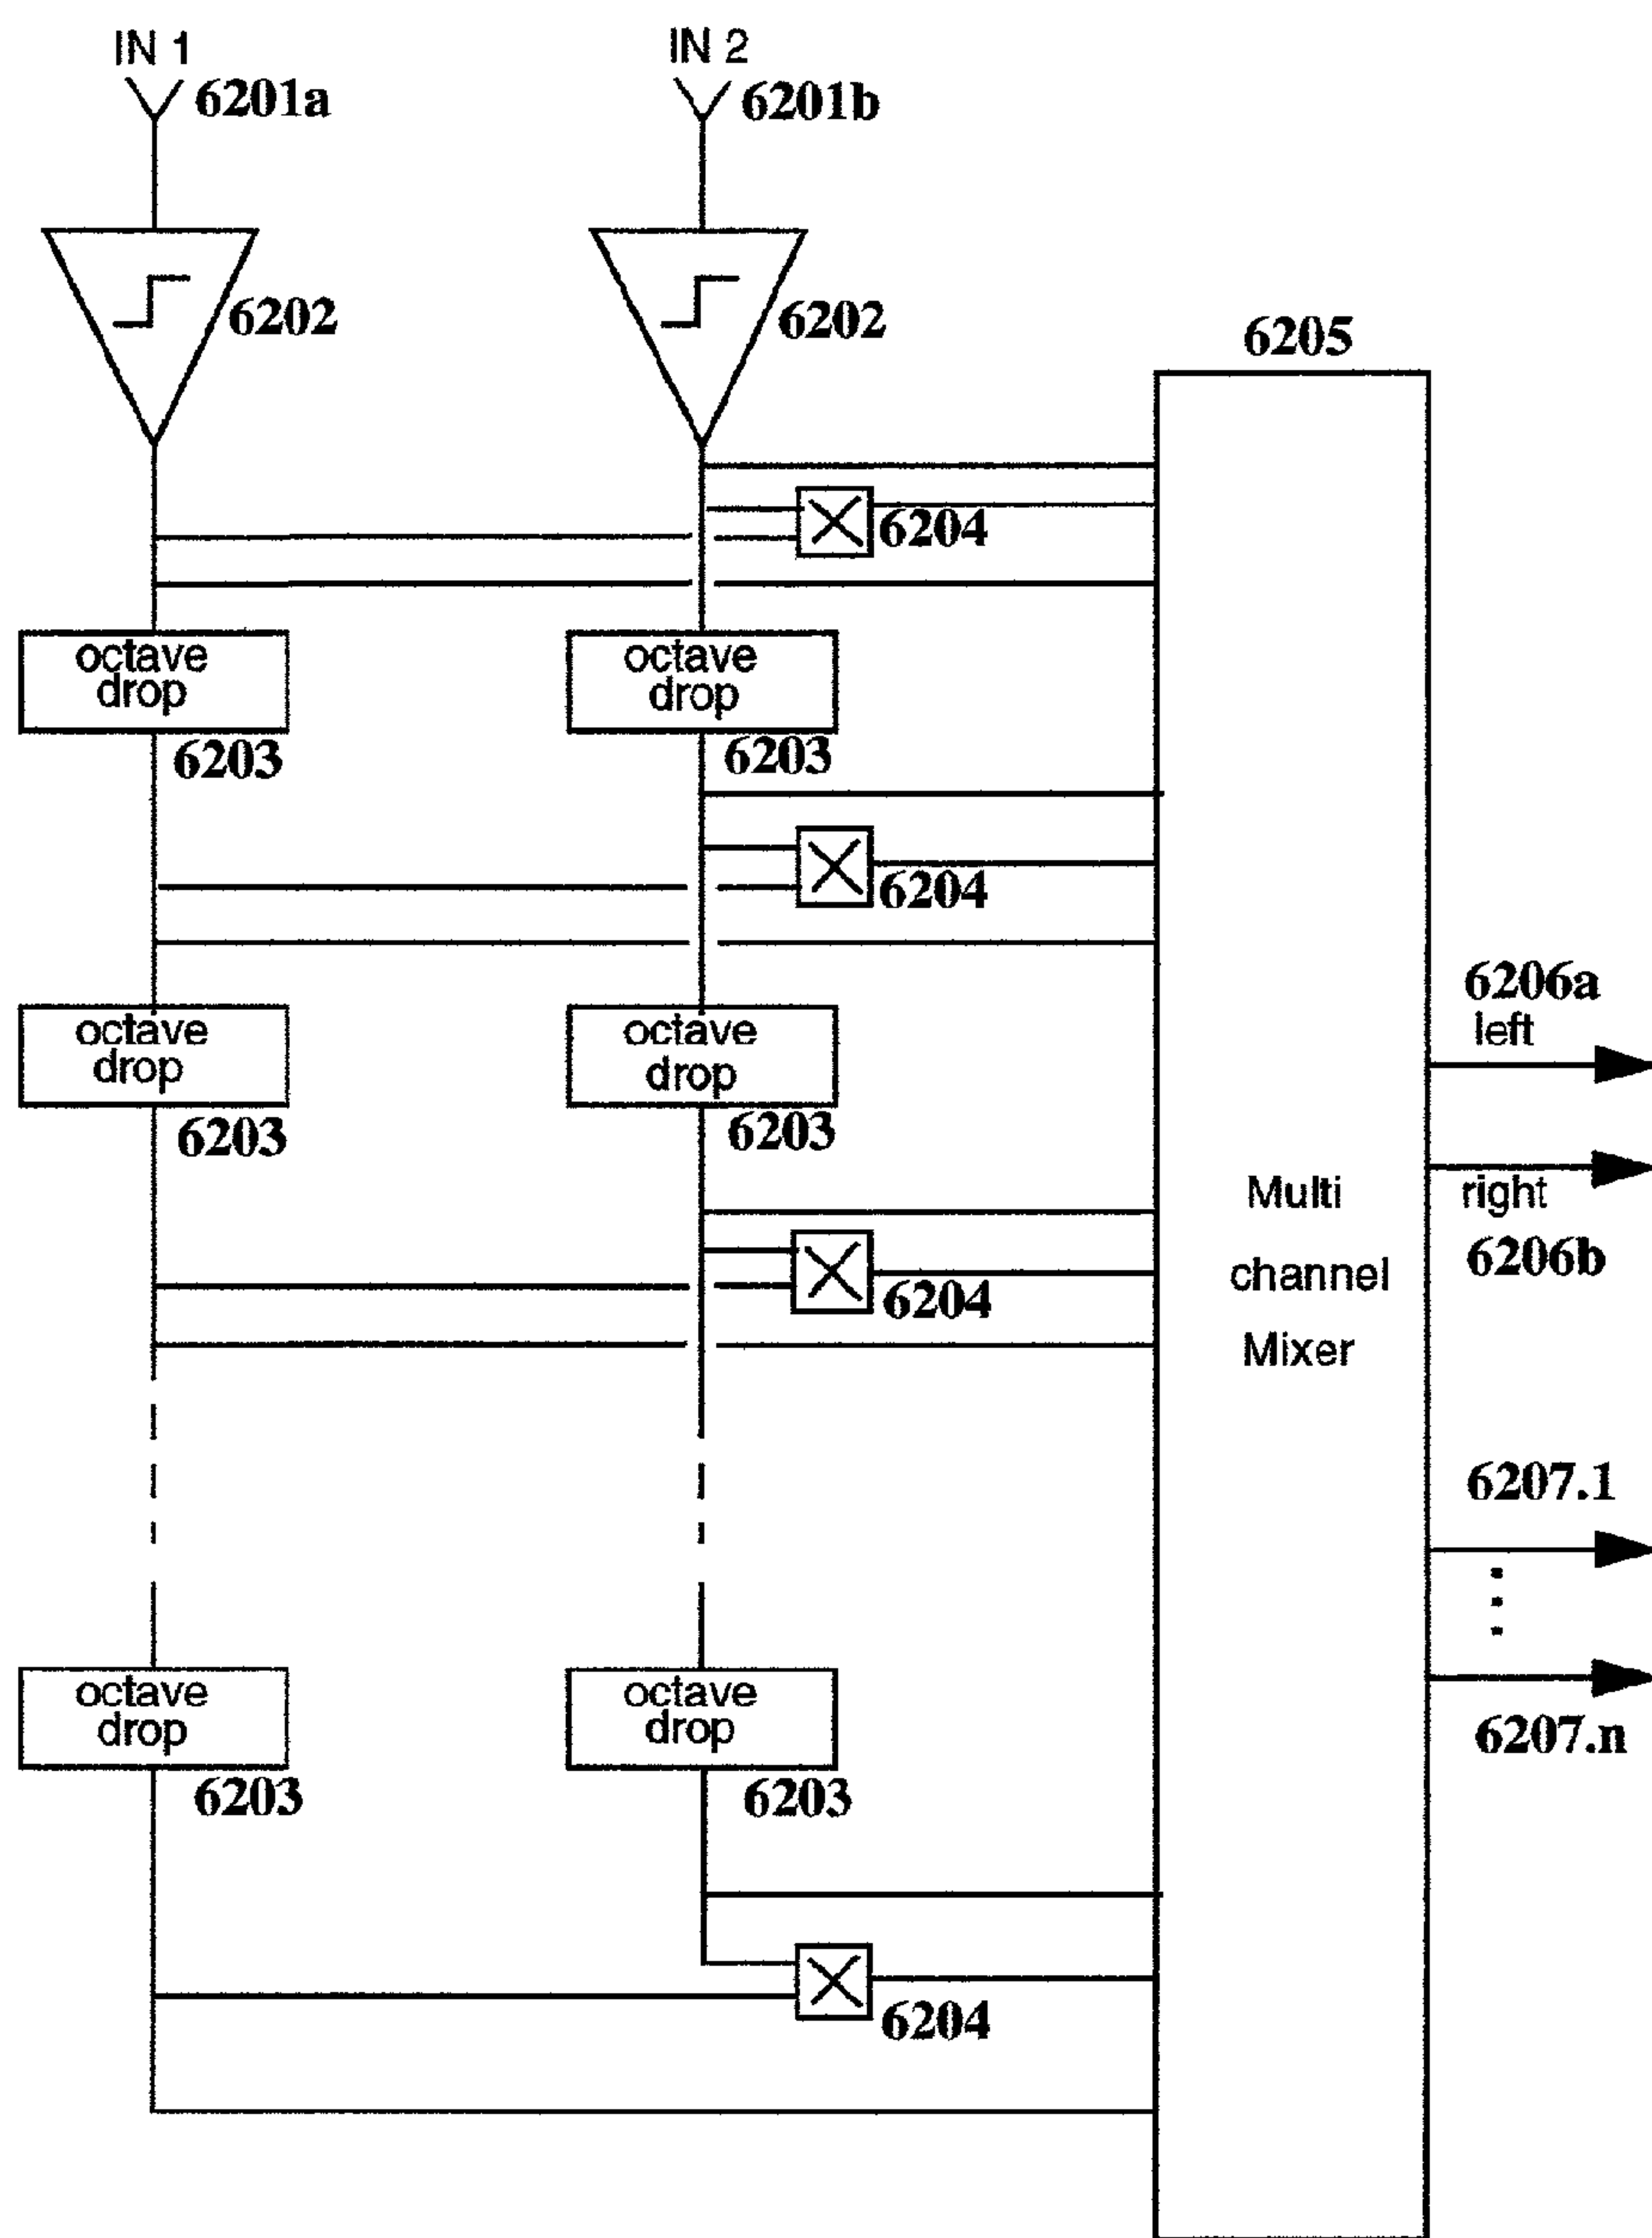 IN 1
6201a
IN 2
6201b
6202
6202
6205
6204
octave
drop
6203
octave
drop
6203
6204
octave
drop
6203
octave
drop
6203
6204
6206a
left
right
6206b
Multi
channel
Mixer
6207.1
6207.n
octave
drop
6203
octave
drop
6203
6204